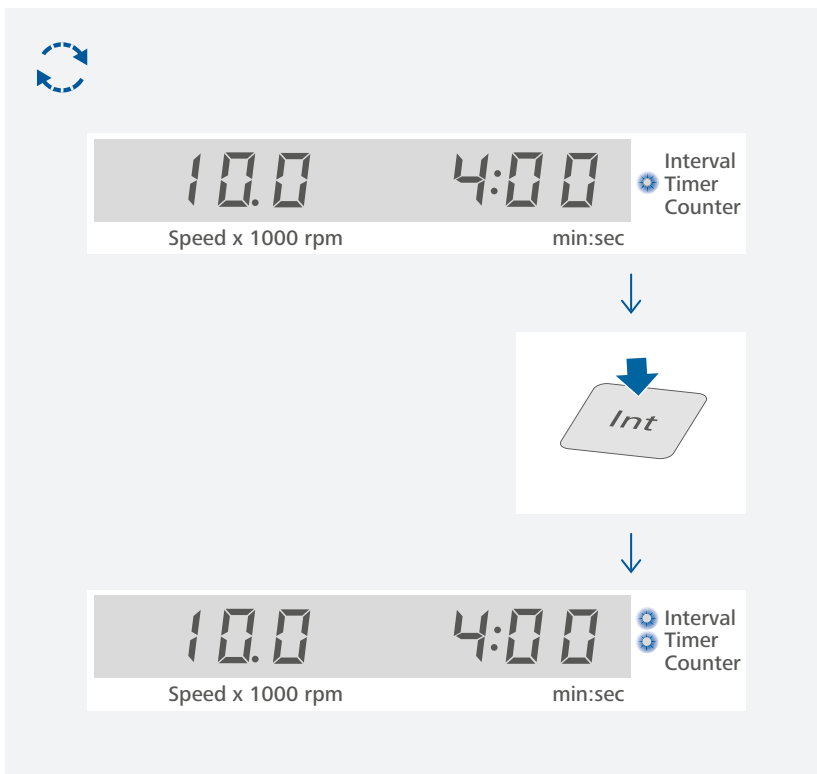 10.0 4:00
Interval
Timer
Counter
Speed x 1000 rpm min:sec
Int
10.0 4:00
Interval
Timer
Counter
Speed x 1000 rpm min:sec